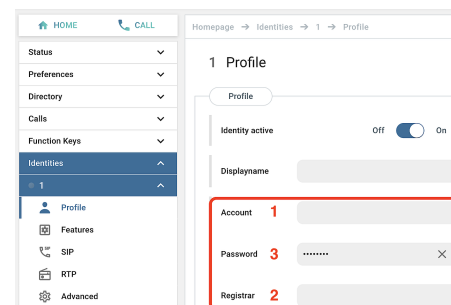 HOME
CALL
Homepage → Identities → 1 → Profile
Status
Preferences
Directory
Calls
Function Keys
Identities
1
Profile
Features
SIP
RTP
Advanced
1 Profile
Profile
Identity active
Off
On
Displayname
Account 1
Password 3 ••••••••
Registrar 2